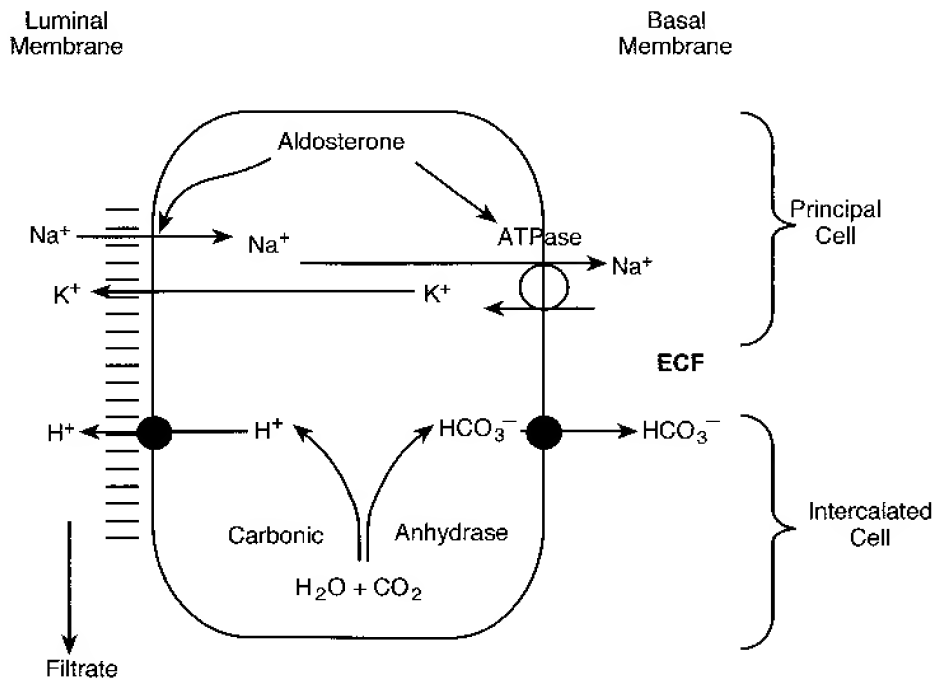 Luminal
Membrane
Basal
Membrane
Aldosterone
Principal
Cell
Na⁺
Na⁺
ATPase
Na⁺
K⁺
K⁺
ECF
H⁺
H⁺
HCO₃⁻
HCO₃⁻
Intercalated
Cell
Carbonic
Anhydrase
H₂O + CO₂
Filtrate